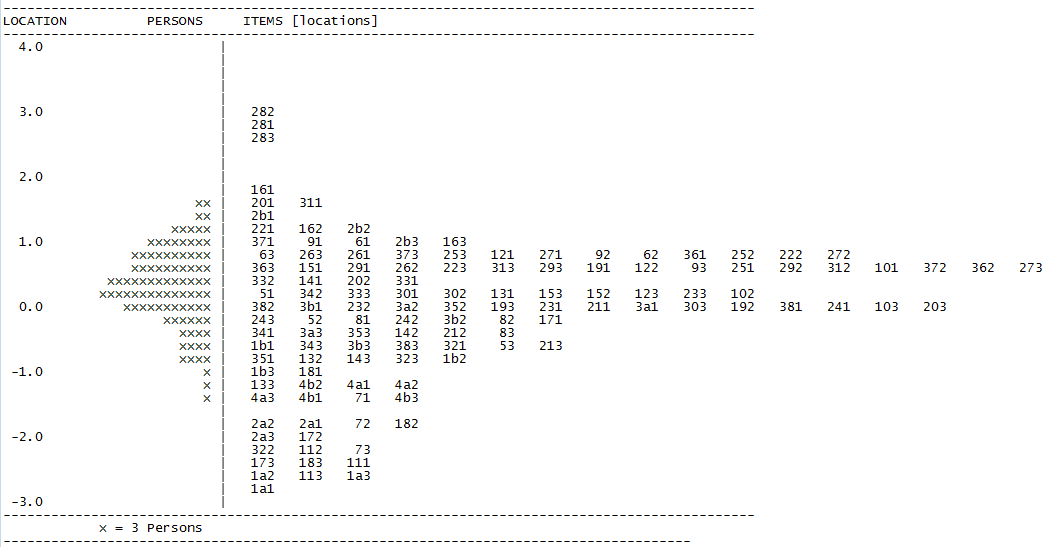 ----------------------------------------------------------------------------------------------
LOCATION PERSONS ITEMS [locations]
----------------------------------------------------------------------------------------------
4.0 |
|
|
|
|
3.0 | 282
| 281
| 283
|
|
2.0 |
| 161
xx | 201 311
xx | 2b1
xxxxx | 221 162 2b2
1.0 xxxxxxxx | 371 91 61 2b3 163
xxxxxxxxxx | 63 263 261 373 253 121 271 92 62 361 252 222 272
xxxxxxxxxx | 363 151 291 262 223 313 293 191 122 93 251 292 312 101 372 362 273
xxxxxxxxxxxxx | 332 141 202 331
xxxxxxxxxxxxxx | 51 342 333 301 302 131 153 152 123 233 102
0.0 xxxxxxxxxxx | 382 3b1 232 3a2 352 193 231 211 3a1 303 192 381 241 103 203
xxxxxx | 243 52 81 242 3b2 82 171
xxxx | 341 3a3 353 142 212 83
xxxx | 1b1 343 3b3 383 321 53 213
xxxx | 351 132 143 323 1b2
-1.0 x | 1b3 181
x | 133 4b2 4a1 4a2
x | 4a3 4b1 71 4b3
|
| 2a2 2a1 72 182
-2.0 | 2a3 172
| 322 112 73
| 173 183 111
| 1a2 113 1a3
| 1a1
-3.0 |
----------------------------------------------------------------------------------------------
x = 3 Persons
--------------------------------------------------------------------------------------